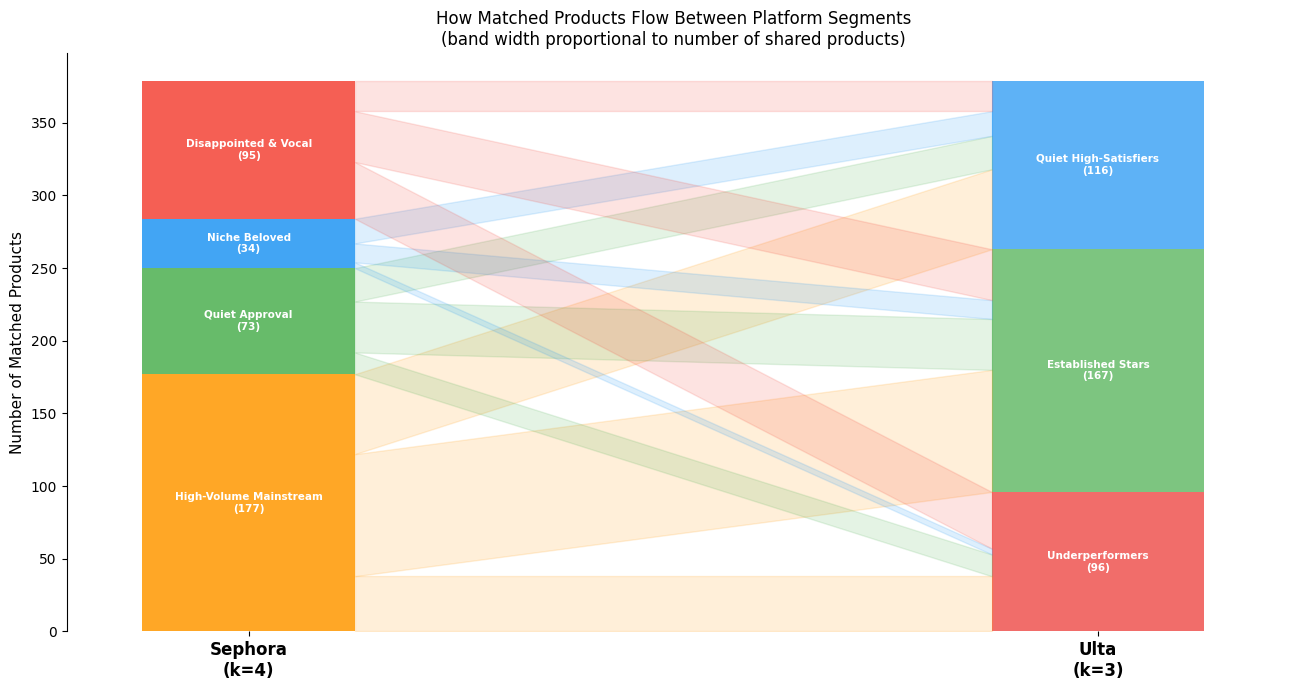 How Matched Products Flow Between Platform Segments
(band width proportional to number of shared products)
Number of Matched Products
350
300
250
200
150
100
50
0
Disappointed & Vocal
(95)
Niche Beloved
(34)
Quiet Approval
(73)
High-Volume Mainstream
(177)
Quiet High-Satisfiers
(116)
Established Stars
(167)
Underperformers
(96)
Sephora
(k=4)
Ulta
(k=3)